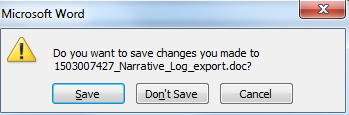 Microsoft Word
Do you want to save changes you made to
1503007427_Narrative_Log_export.doc?
Save Don't Save Cancel